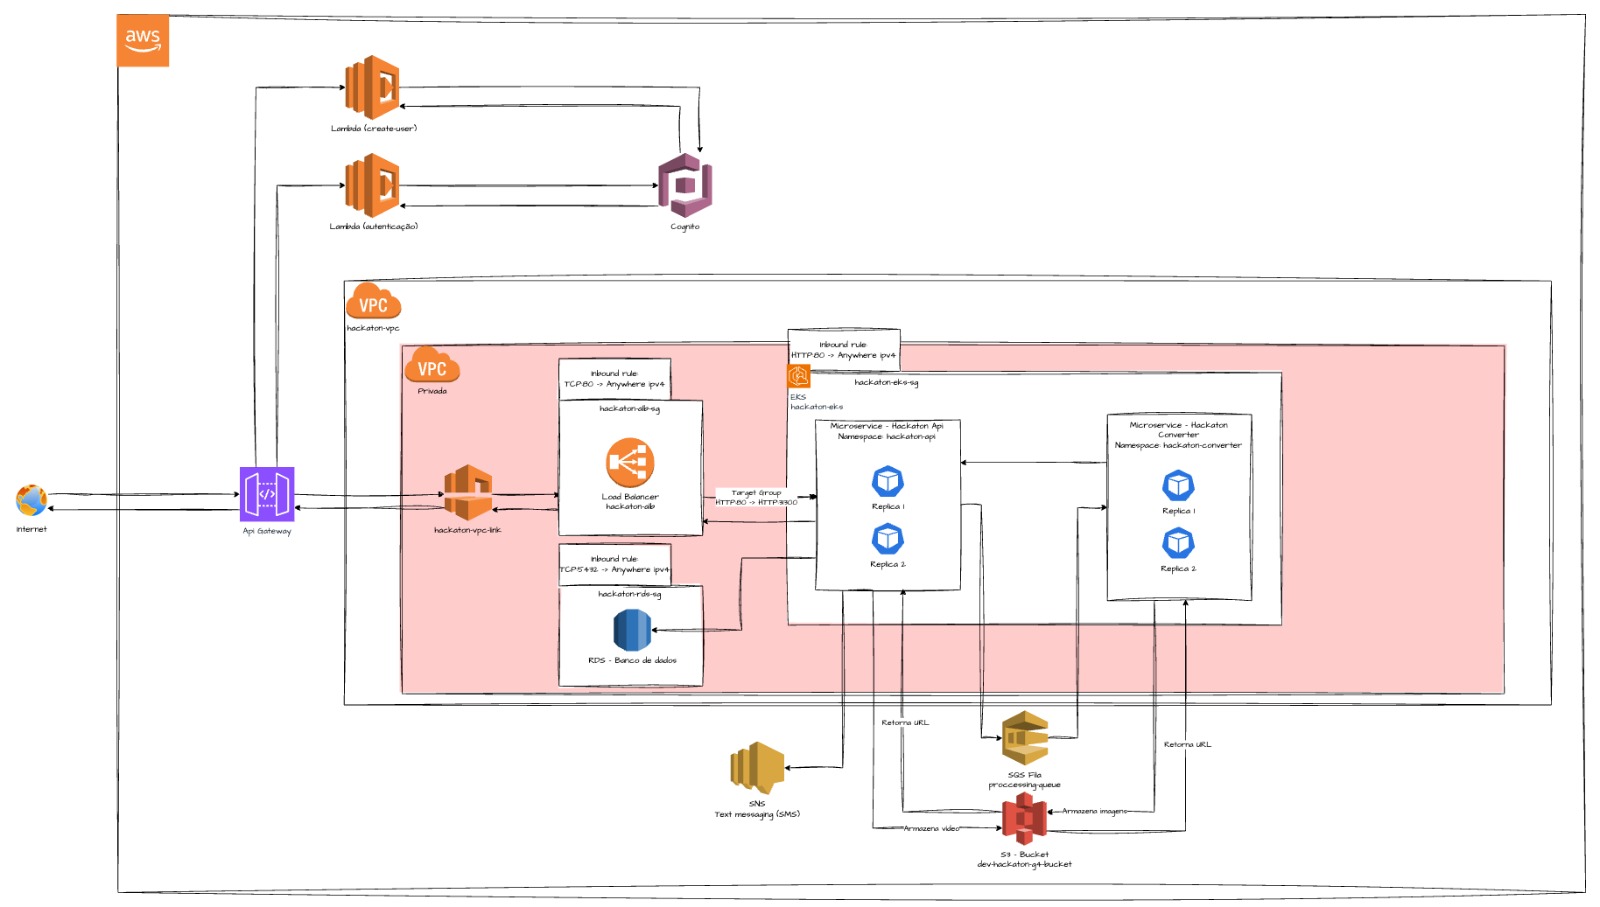 aws
Lambda (create-user)
Lambda (autenticação)
Cognito
VPC
hackaton-vpc
VPC
Privada
Inbound rule:
HTTP:80 -> Anywhere ipv4
hackaton-eks-sg
EKS
hackaton-eks
Inbound rule:
TCP:80 -> Anywhere ipv4
hackaton-alb-sg
Load Balancer
hackaton-alb
Target Group
HTTP:80 -> HTTP:3300
Microservice - Hackaton Api
Namespace: hackaton-api
Replica 1
Replica 2
Microservice - Hackaton
Converter
Namespace: hackaton-converter
Replica 1
Replica 2
Internet
Api Gateway
hackaton-vpc-link
Inbound rule:
TCP:5432 -> Anywhere ipv4
hackaton-rds-sg
RDS - Banco de dados
Retorna URL
Retorna URL
SNS
Text messaging (SMS)
SQS Fila
proccessing-queue
Armazena imagens
Armazena video
S3 - Bucket
dev-hackaton-g4-bucket